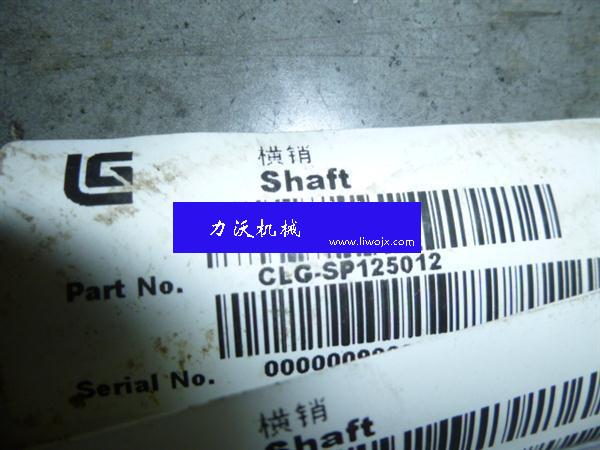 横销
Shaft
力沃机械
www.liwojx.com
Part No. CLG-SP125012
Serial No. 0000000
横销
Shaft